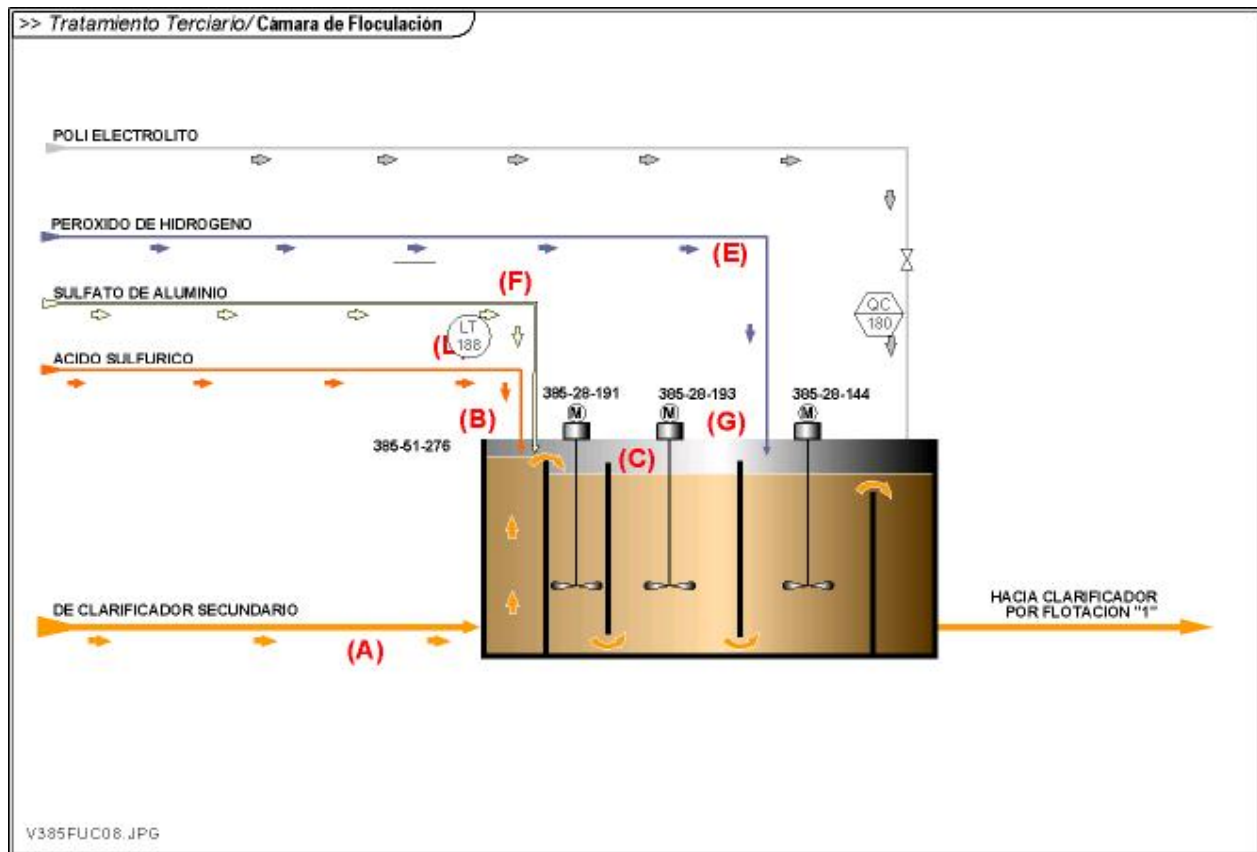 >> Tratamiento Terciario/ Cámara de Floculación
POLI ELECTROLITO
PEROXIDO DE HIDROGENO
(E)
SULFATO DE ALUMINIO
(F)
QC
180
LT
188
ACIDO SULFURICO
385-28-191
385-28-193
385-28-144
M
M
M
(B)
(G)
385-51-276
(C)
DE CLARIFICADOR SECUNDARIO
(A)
HACIA CLARIFICADOR
POR FLOTACION "1"
V385FUC08.JPG